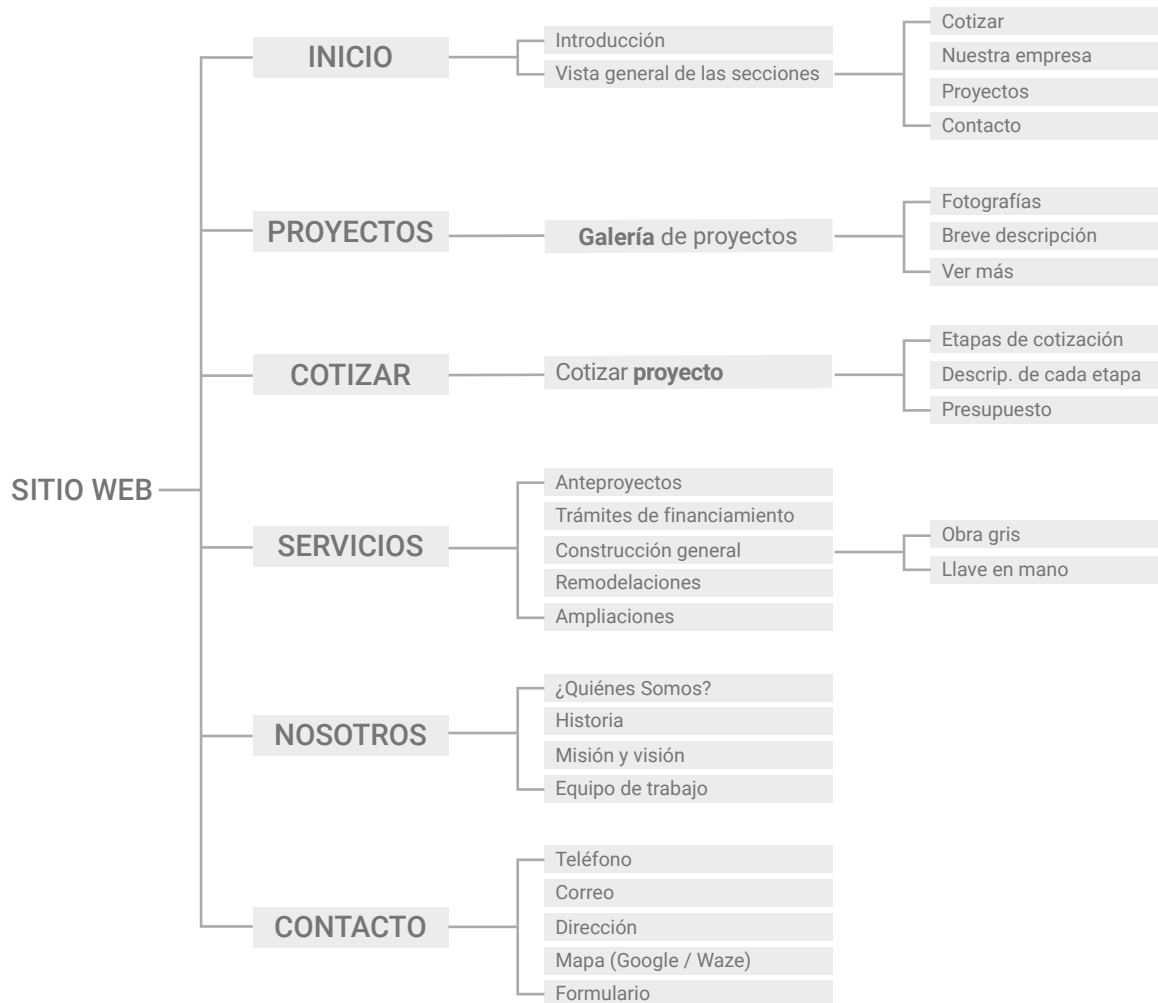 SITIO WEB
INICIO
Introducción
Vista general de las secciones
Cotizar
Nuestra empresa
Proyectos
Contacto
PROYECTOS
Galería de proyectos
Fotografías
Breve descripción
Ver más
COTIZAR
Cotizar proyecto
Etapas de cotización
Descrip. de cada etapa
Presupuesto
SERVICIOS
Anteproyectos
Trámites de financiamiento
Construcción general
Remodelaciones
Ampliaciones
Obra gris
Llave en mano
NOSOTROS
¿Quiénes Somos?
Historia
Misión y visión
Equipo de trabajo
CONTACTO
Teléfono
Correo
Dirección
Mapa (Google / Waze)
Formulario